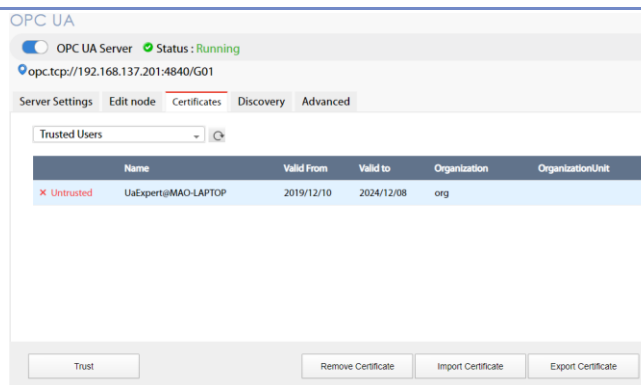 OPC UA
OPC UA Server Status : Running
opc.tcp://192.168.137.201:4840/G01
Server Settings Edit node Certificates Discovery Advanced
Trusted Users
Name Valid From Valid to Organization OrganizationUnit
× Untrusted UaExpert@MAO-LAPTOP 2019/12/10 2024/12/08 org
Trust Remove Certificate Import Certificate Export Certificate